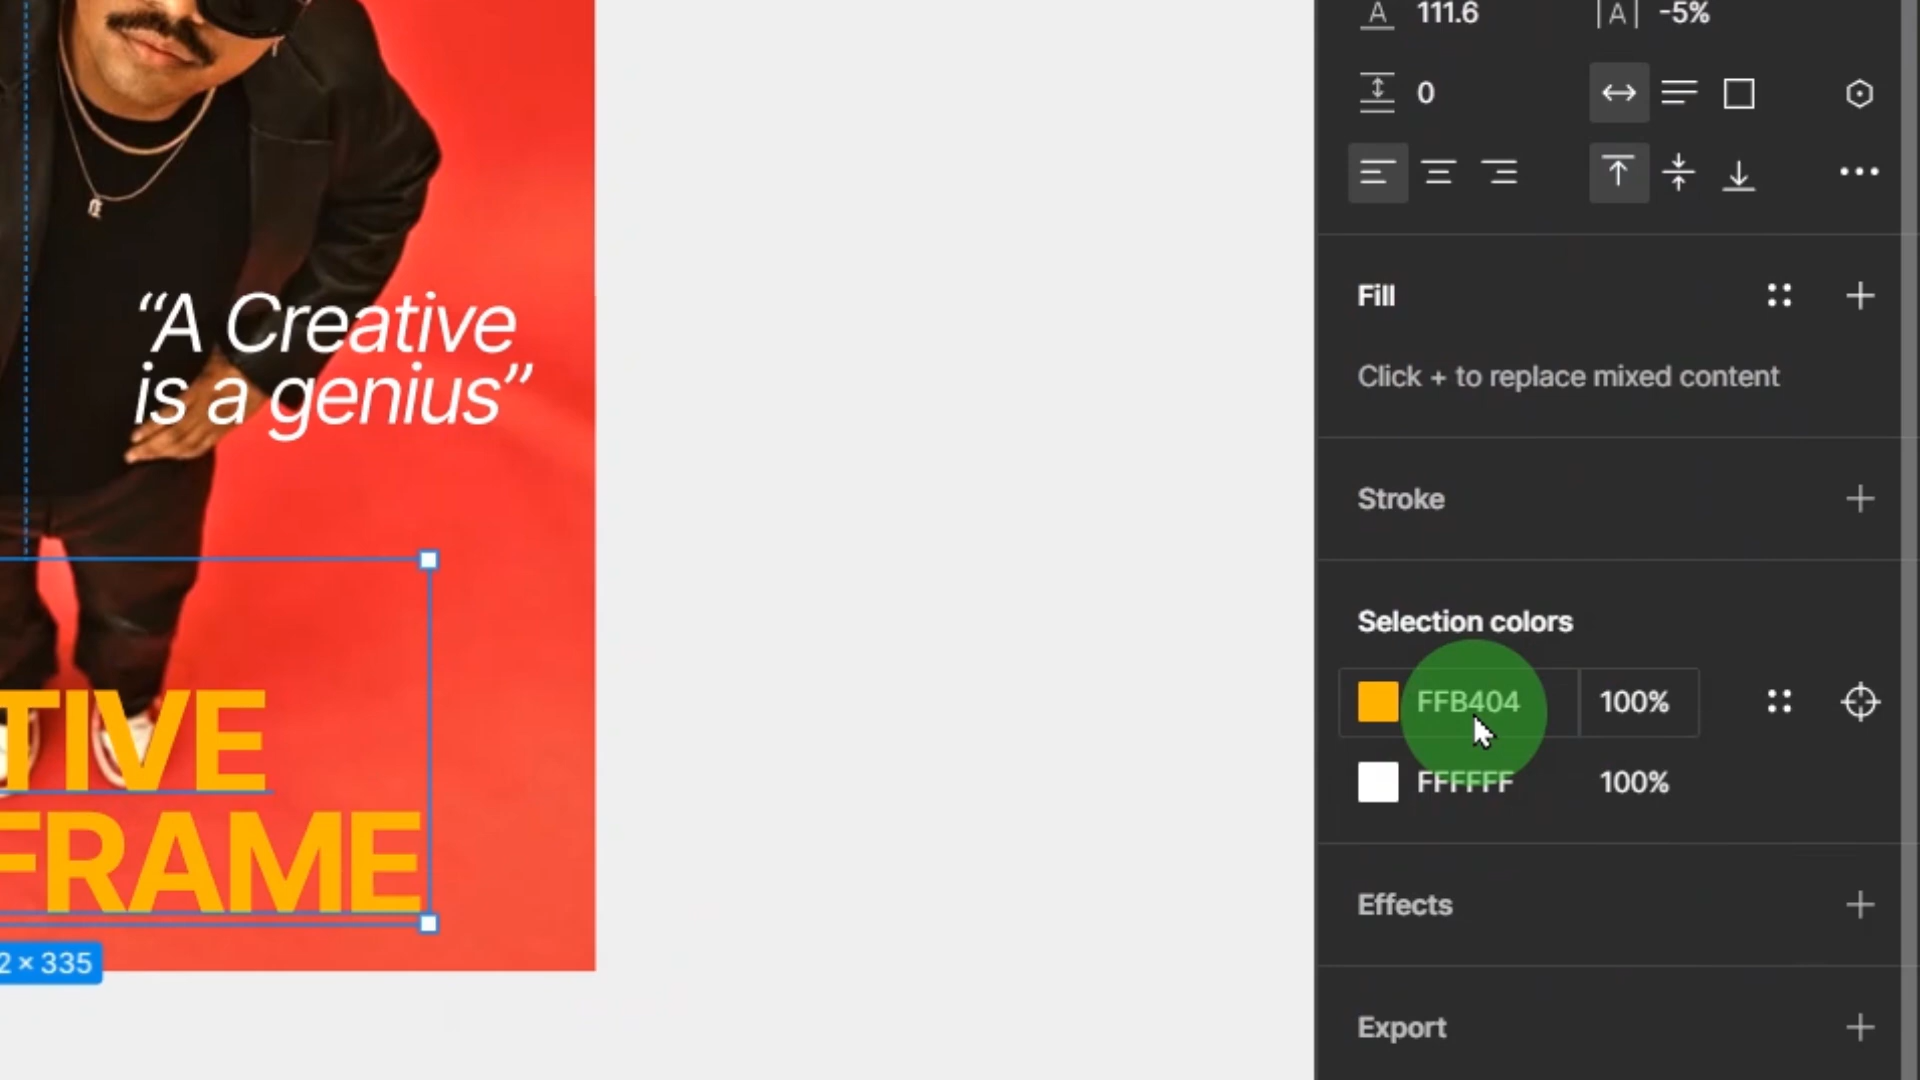 A 111.6 |A| -5%
0
“A Creative
is a genius”
Fill
Click + to replace mixed content
Stroke
Selection colors
FFB404 100%
FFFFFF 100%
TIVE
FRAME
2 × 335
Effects
Export